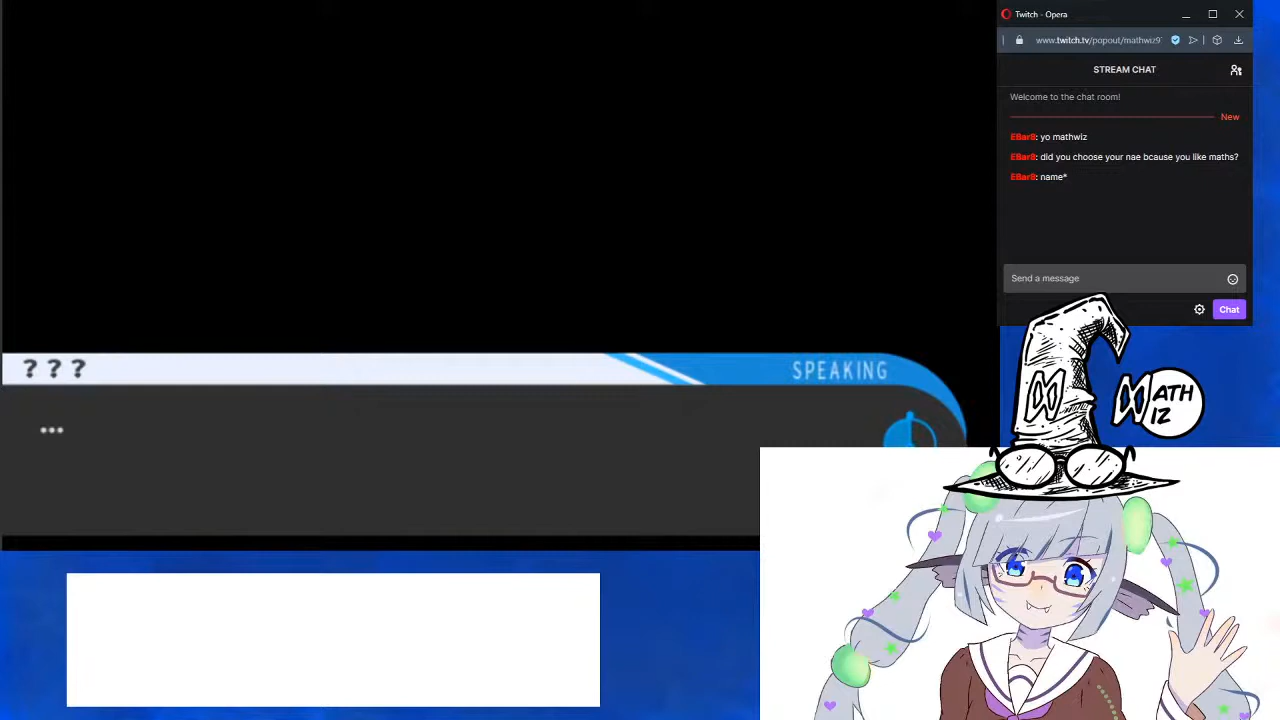 Twitch - Opera
www.twitch.tv/popout/mathwiz9
STREAM CHAT
Welcome to the chat room!
New
EBar8: yo mathwiz
EBar8: did you choose your nae bcause you like maths?
EBar8: name*
Send a message
Chat
? ? ?
SPEAKING
...
MATH
WIZ